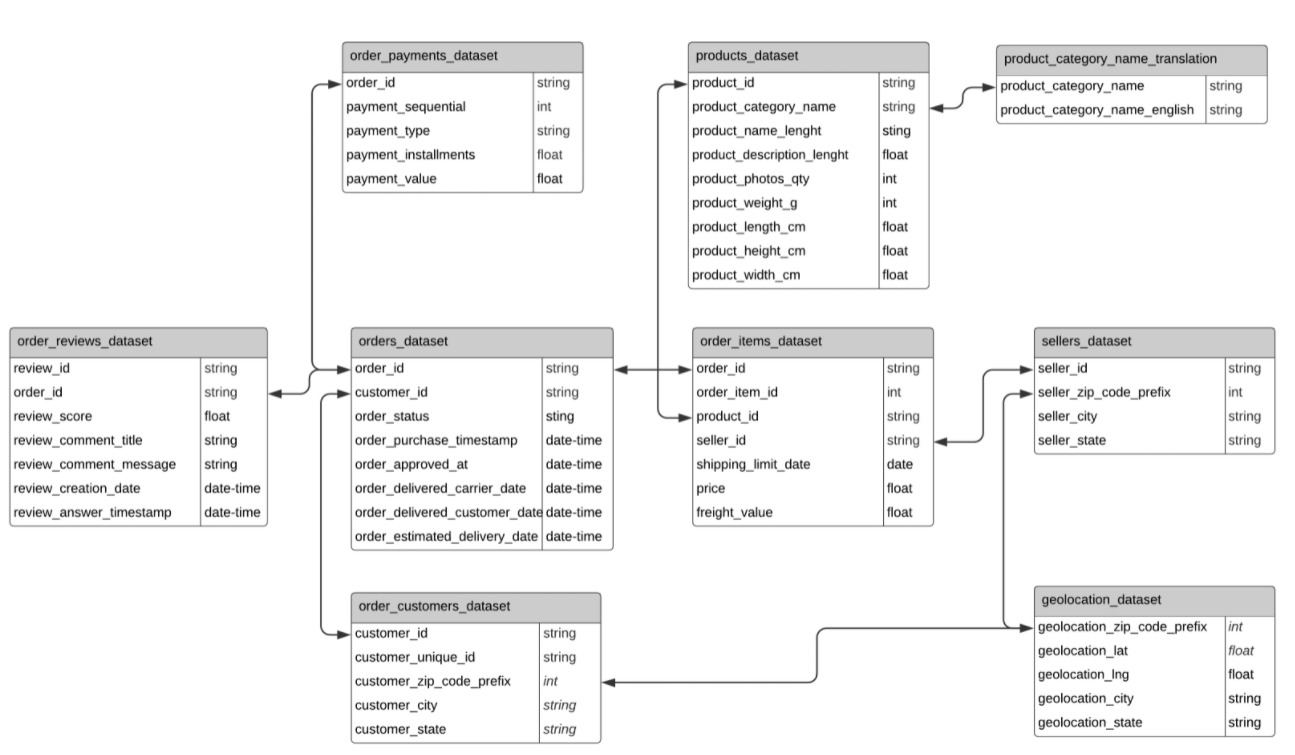 order_payments_dataset
order_id string
payment_sequential int
payment_type string
payment_installments float
payment_value float
products_dataset
product_id string
product_category_name string
product_name_lenght sting
product_description_lenght float
product_photos_qty int
product_weight_g int
product_length_cm float
product_height_cm float
product_width_cm float
product_category_name_translation
product_category_name string
product_category_name_english string
order_reviews_dataset
review_id string
order_id string
review_score float
review_comment_title string
review_comment_message string
review_creation_date date-time
review_answer_timestamp date-time
orders_dataset
order_id string
customer_id string
order_status sting
order_purchase_timestamp date-time
order_approved_at date-time
order_delivered_carrier_date date-time
order_delivered_customer_date date-time
order_estimated_delivery_date date-time
order_items_dataset
order_id string
order_item_id int
product_id string
seller_id string
shipping_limit_date date
price float
freight_value float
sellers_dataset
seller_id string
seller_zip_code_prefix int
seller_city string
seller_state string
order_customers_dataset
customer_id string
customer_unique_id string
customer_zip_code_prefix int
customer_city string
customer_state string
geolocation_dataset
geolocation_zip_code_prefix int
geolocation_lat float
geolocation_lng float
geolocation_city string
geolocation_state string